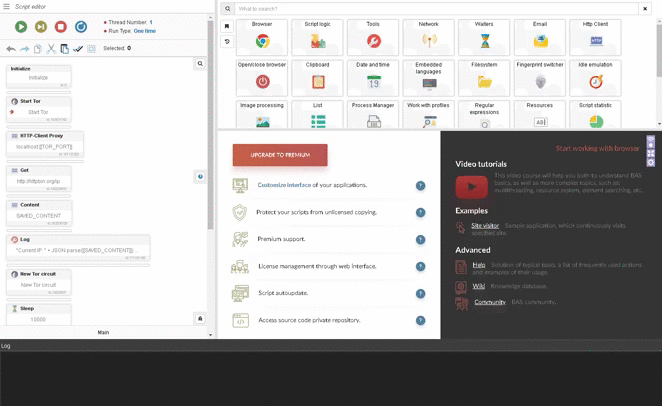 Script editor
Thread Number: 1
Run Type: One time
Selected: 0
Initialize
Initialize
Start Tor
Start Tor
HTTP-Client Proxy
localhost:[[TOR_PORT]]
Get
http://httpbin.org/ip
Content
SAVED_CONTENT
Log
"Current IP: " + JSON.parse([[SAVED_CONTENT]]) ...
New Tor circuit
New Tor circuit
Sleep
15000
Main
What to search?
Browser
Script logic
Tools
Network
Waiters
Email
Http Client
Open/close browser
Clipboard
Date and time
Embedded languages
Filesystem
Fingerprint switcher
Idle emulation
Image processing
List
Process Manager
Work with profiles
Regular expressions
Resources
Script statistic
UPGRADE TO PREMIUM
Customize interface of your applications.
Protect your scripts from unlicensed copying.
Premium support.
License management through web interface.
Script autoupdate.
Access source code private repository.
Start working with browser
Video tutorials
This video course will help you both to understand BAS
basics, as well as more complex topics, such as
multithreading, resource system, element searching, etc.
Examples
Site visitor Sample application, which continuously visits
specified site.
Advanced
Help Solution of typical tasks, a list of frequently used actions
and examples of their usage.
Wiki Knowledge database.
Community BAS community.
Log